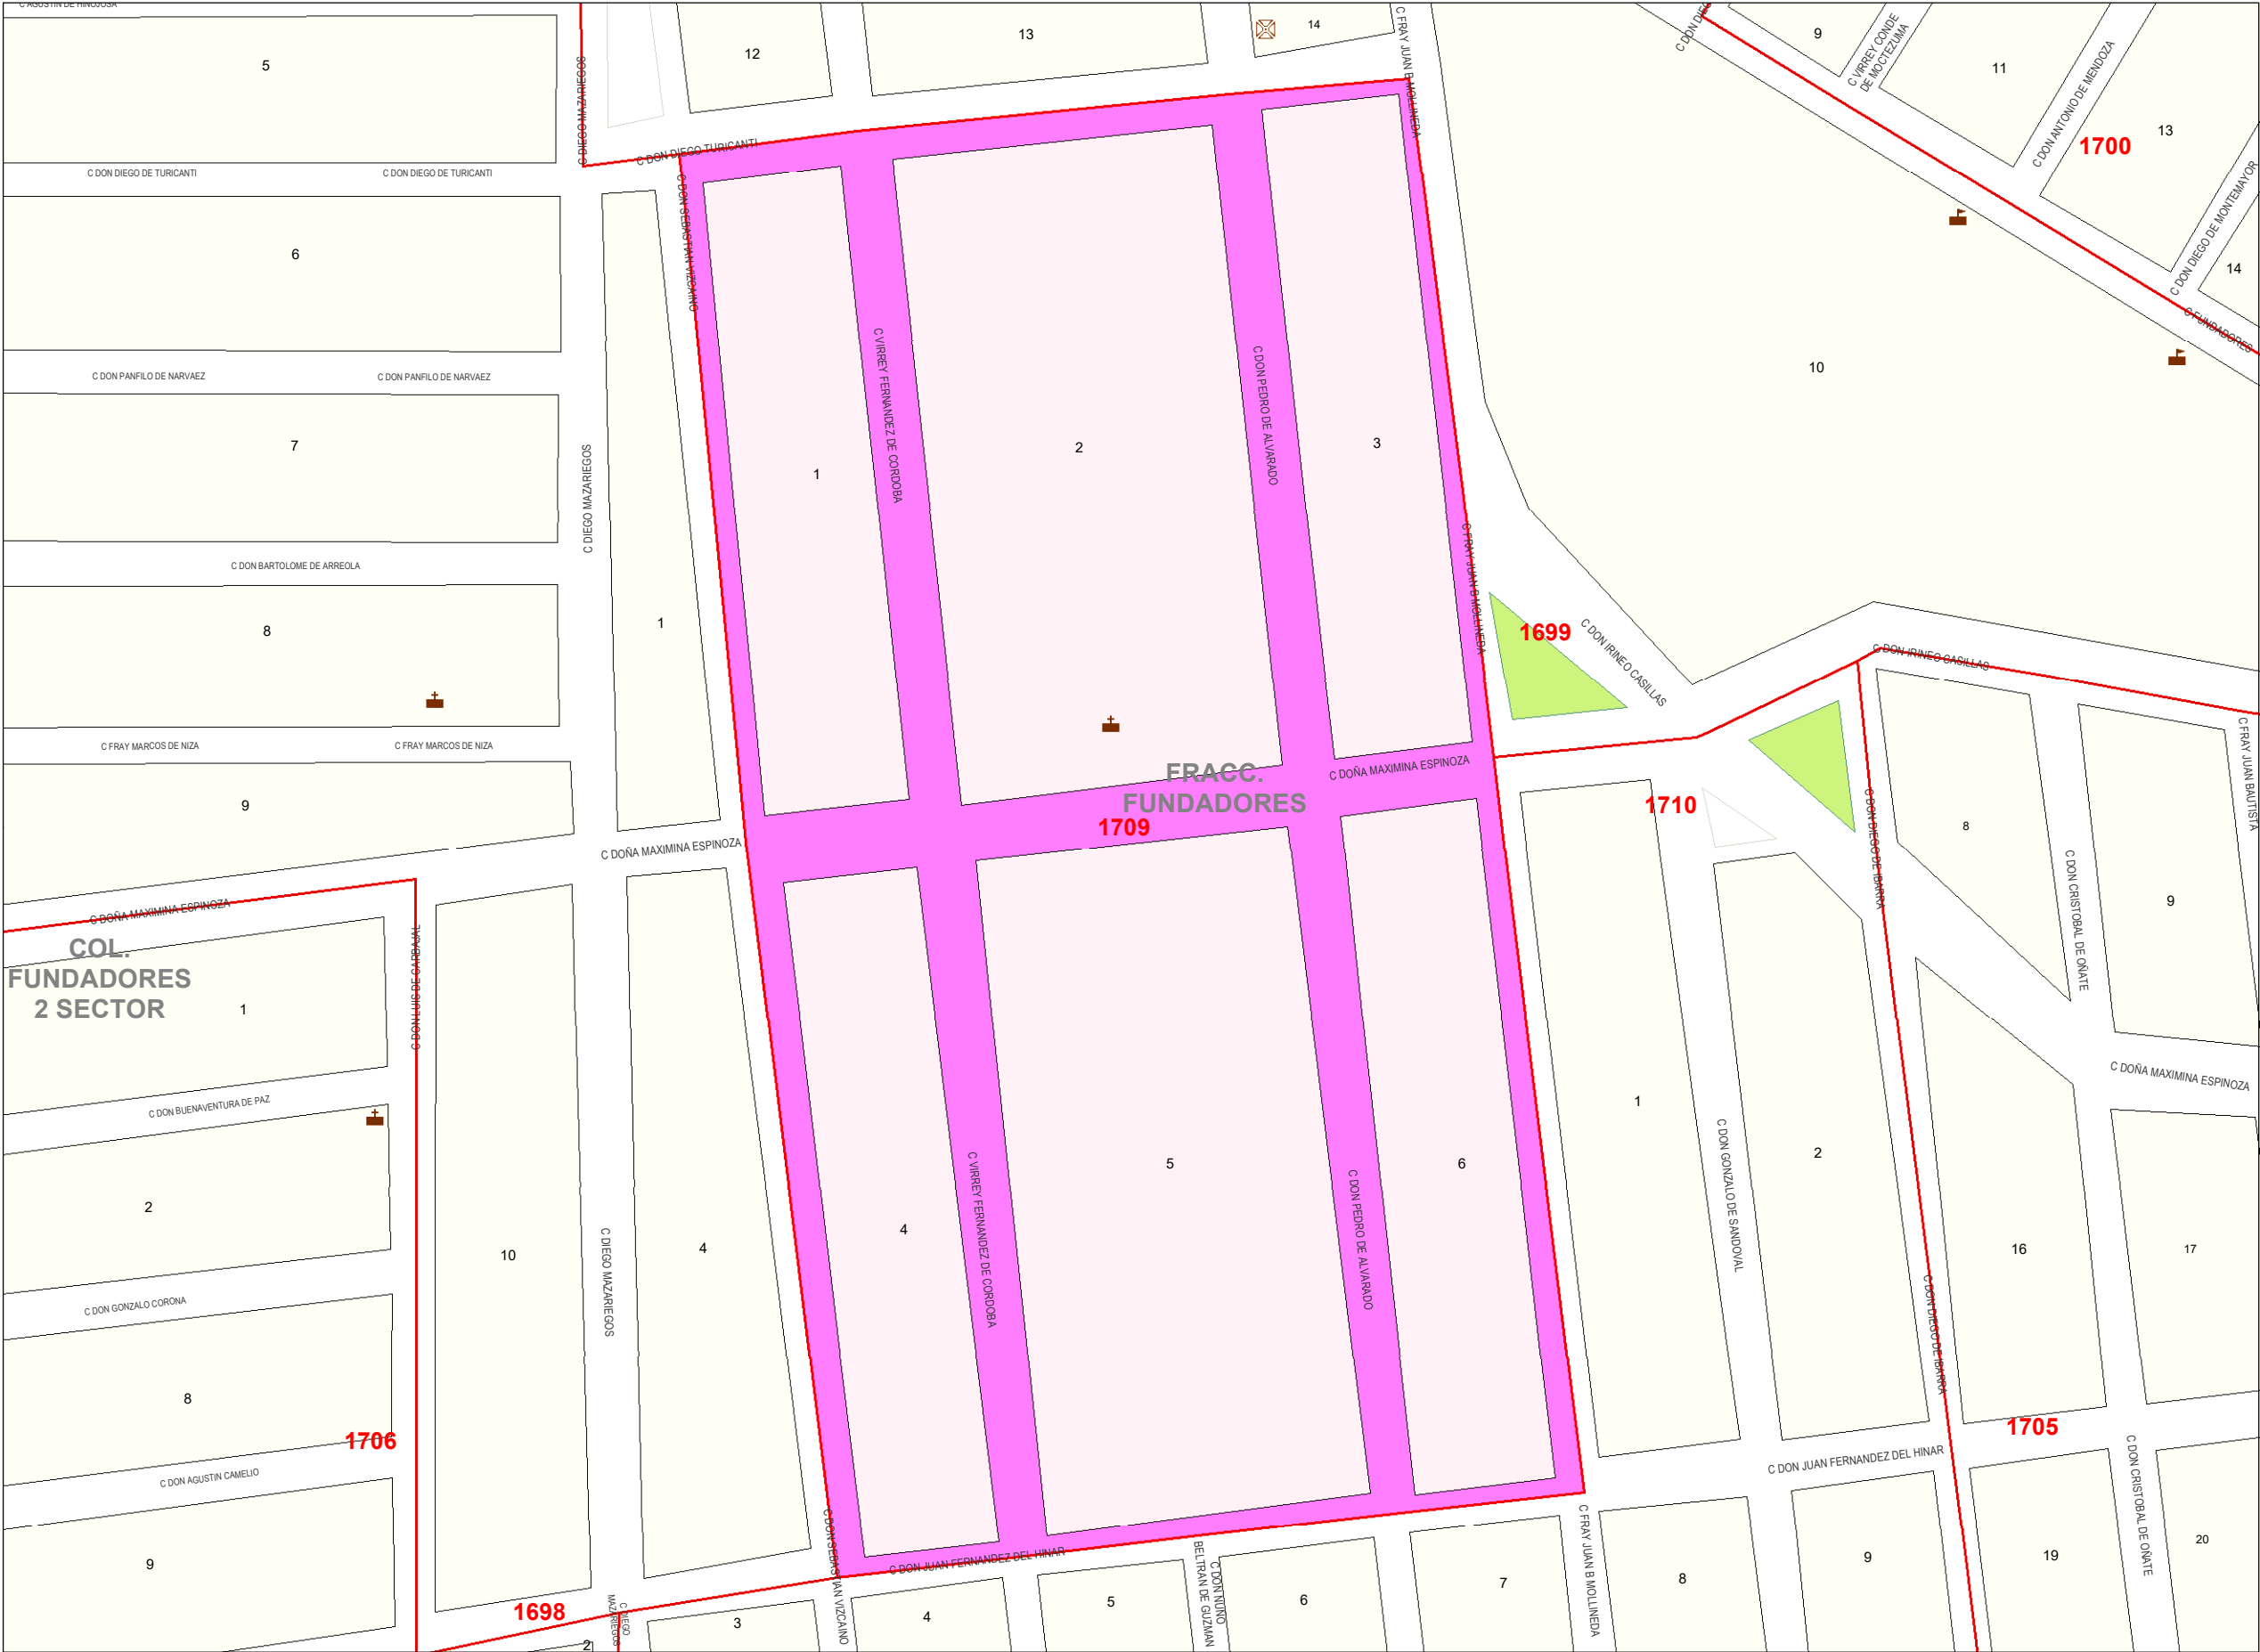 C AGUSTIN DE HINOJOSA
5
C DIEGO MAZARIEGOS
12
13
14
C FRAY JUAN B MOLLINEDA
9
C VIRREY CONDE
DE MOCTEZUMA
11
C DON ANTONIO DE MENDOZA
13
1700
C DON DIEGO DE MONTEMAYOR
14
C FUNDADORES
C DON DIEGO TURICANTI
C DON DIEGO DE TURICANTI
C DON DIEGO DE TURICANTI
C DON SEBASTIAN VIZCAINO
6
C DON PANFILO DE NARVAEZ
C DON PANFILO DE NARVAEZ
C VIRREY FERNANDEZ DE CORDOBA
C DON PEDRO DE ALVARADO
10
7
C DIEGO MAZARIEGOS
1
2
3
C DON BARTOLOME DE ARREOLA
C FRAY JUAN B MOLLINEDA
8
1
1699
C DON IRINEO CASILLAS
C DON IRINEO CASILLAS
C FRAY MARCOS DE NIZA
C FRAY MARCOS DE NIZA
C FRAY JUAN BAUTISTA
FRACC.
FUNDADORES
C DOÑA MAXIMINA ESPINOZA
9
1709
1710
C DON DIEGO DE IBARRA
8
C DOÑA MAXIMINA ESPINOZA
C DON CRISTOBAL DE OÑATE
9
C DOÑA MAXIMINA ESPINOZA
COL.
FUNDADORES
2 SECTOR
C DON LUIS DE CARBAJAL
1
C DOÑA MAXIMINA ESPINOZA
C DON BUENAVENTURA DE PAZ
1
2
C DON GONZALO DE SANDOVAL
2
10
C DIEGO MAZARIEGOS
4
4
C VIRREY FERNANDEZ DE CORDOBA
5
C DON PEDRO DE ALVARADO
6
16
17
C DON GONZALO CORONA
C DON DIEGO DE IBARRA
8
1706
1705
C DON AGUSTIN CAMELIO
C DON JUAN FERNANDEZ DEL HINAR
C DON CRISTOBAL DE OÑATE
9
C DON SEBASTIAN VIZCAINO
C DON JUAN FERNANDEZ DEL HINAR
C DON NUÑO
BELTRAN DE GUZMAN
C FRAY JUAN B MOLLINEDA
1698
C DIEGO
MAZARIEGOS
2
3
4
5
6
7
8
9
19
20